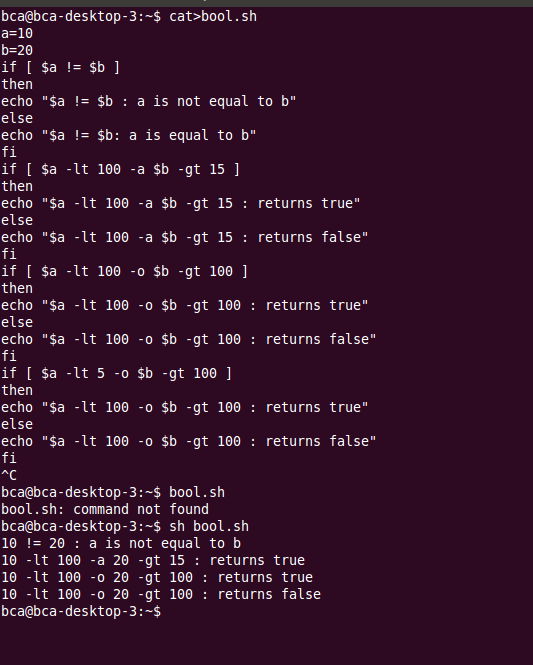 bca@bca-desktop-3:~$ cat>bool.sh
a=10
b=20
if [ $a != $b ]
then
echo "$a != $b : a is not equal to b"
else
echo "$a != $b: a is equal to b"
fi
if [ $a -lt 100 -a $b -gt 15 ]
then
echo "$a -lt 100 -a $b -gt 15 : returns true"
else
echo "$a -lt 100 -a $b -gt 15 : returns false"
fi
if [ $a -lt 100 -o $b -gt 100 ]
then
echo "$a -lt 100 -o $b -gt 100 : returns true"
else
echo "$a -lt 100 -o $b -gt 100 : returns false"
fi
if [ $a -lt 5 -o $b -gt 100 ]
then
echo "$a -lt 100 -o $b -gt 100 : returns true"
else
echo "$a -lt 100 -o $b -gt 100 : returns false"
fi
^C
bca@bca-desktop-3:~$ bool.sh
bool.sh: command not found
bca@bca-desktop-3:~$ sh bool.sh
10 != 20 : a is not equal to b
10 -lt 100 -a 20 -gt 15 : returns true
10 -lt 100 -o 20 -gt 100 : returns true
10 -lt 100 -o 20 -gt 100 : returns false
bca@bca-desktop-3:~$